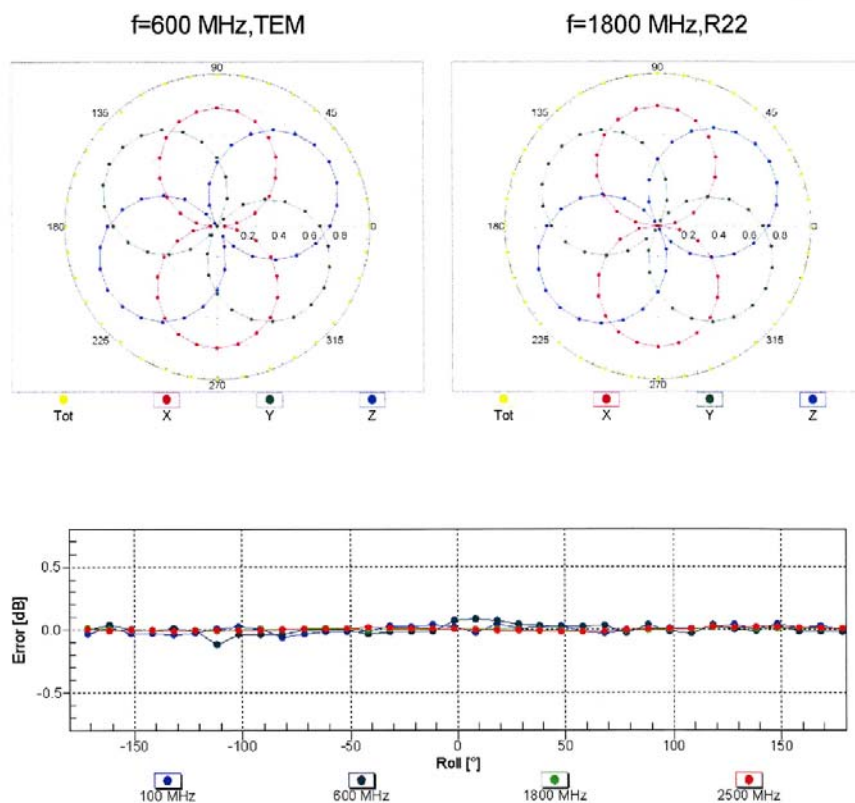 f=600 MHz,TEM
f=1800 MHz,R22
90
135
45
180
0
0.2 0.4 0.6 0.8
225
315
270
Tot
X
Y
Z
90
135
45
180
0
0.2 0.4 0.6 0.8
225
315
270
Tot
X
Y
Z
Error [dB]
0.5
0.0
-0.5
-150
-100
-50
0
50
100
150
Roll [°]
100 MHz
600 MHz
1800 MHz
2500 MHz